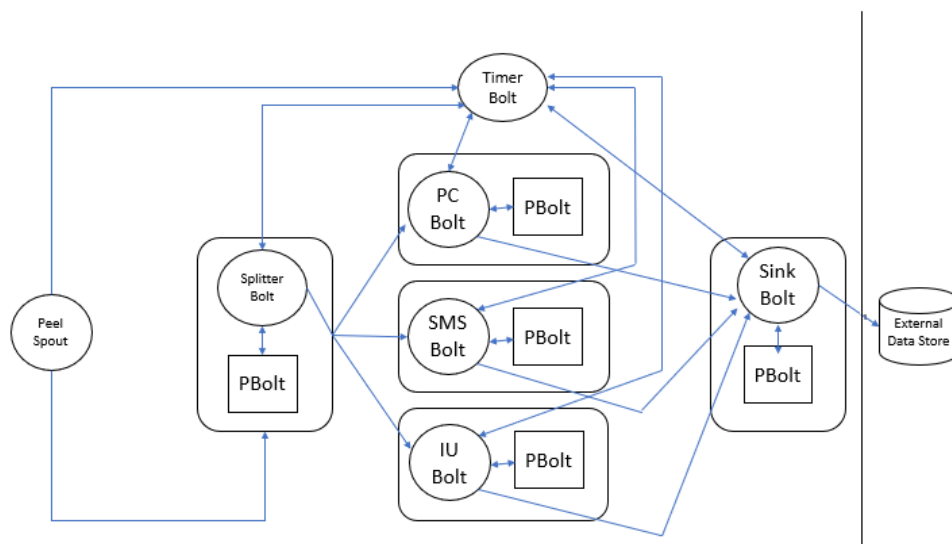 Timer
Bolt
PC
Bolt
PBolt
Splitter
Bolt
PBolt
Sink
Bolt
PBolt
Peel
Spout
SMS
Bolt
PBolt
External
Data Store
IU
Bolt
PBolt